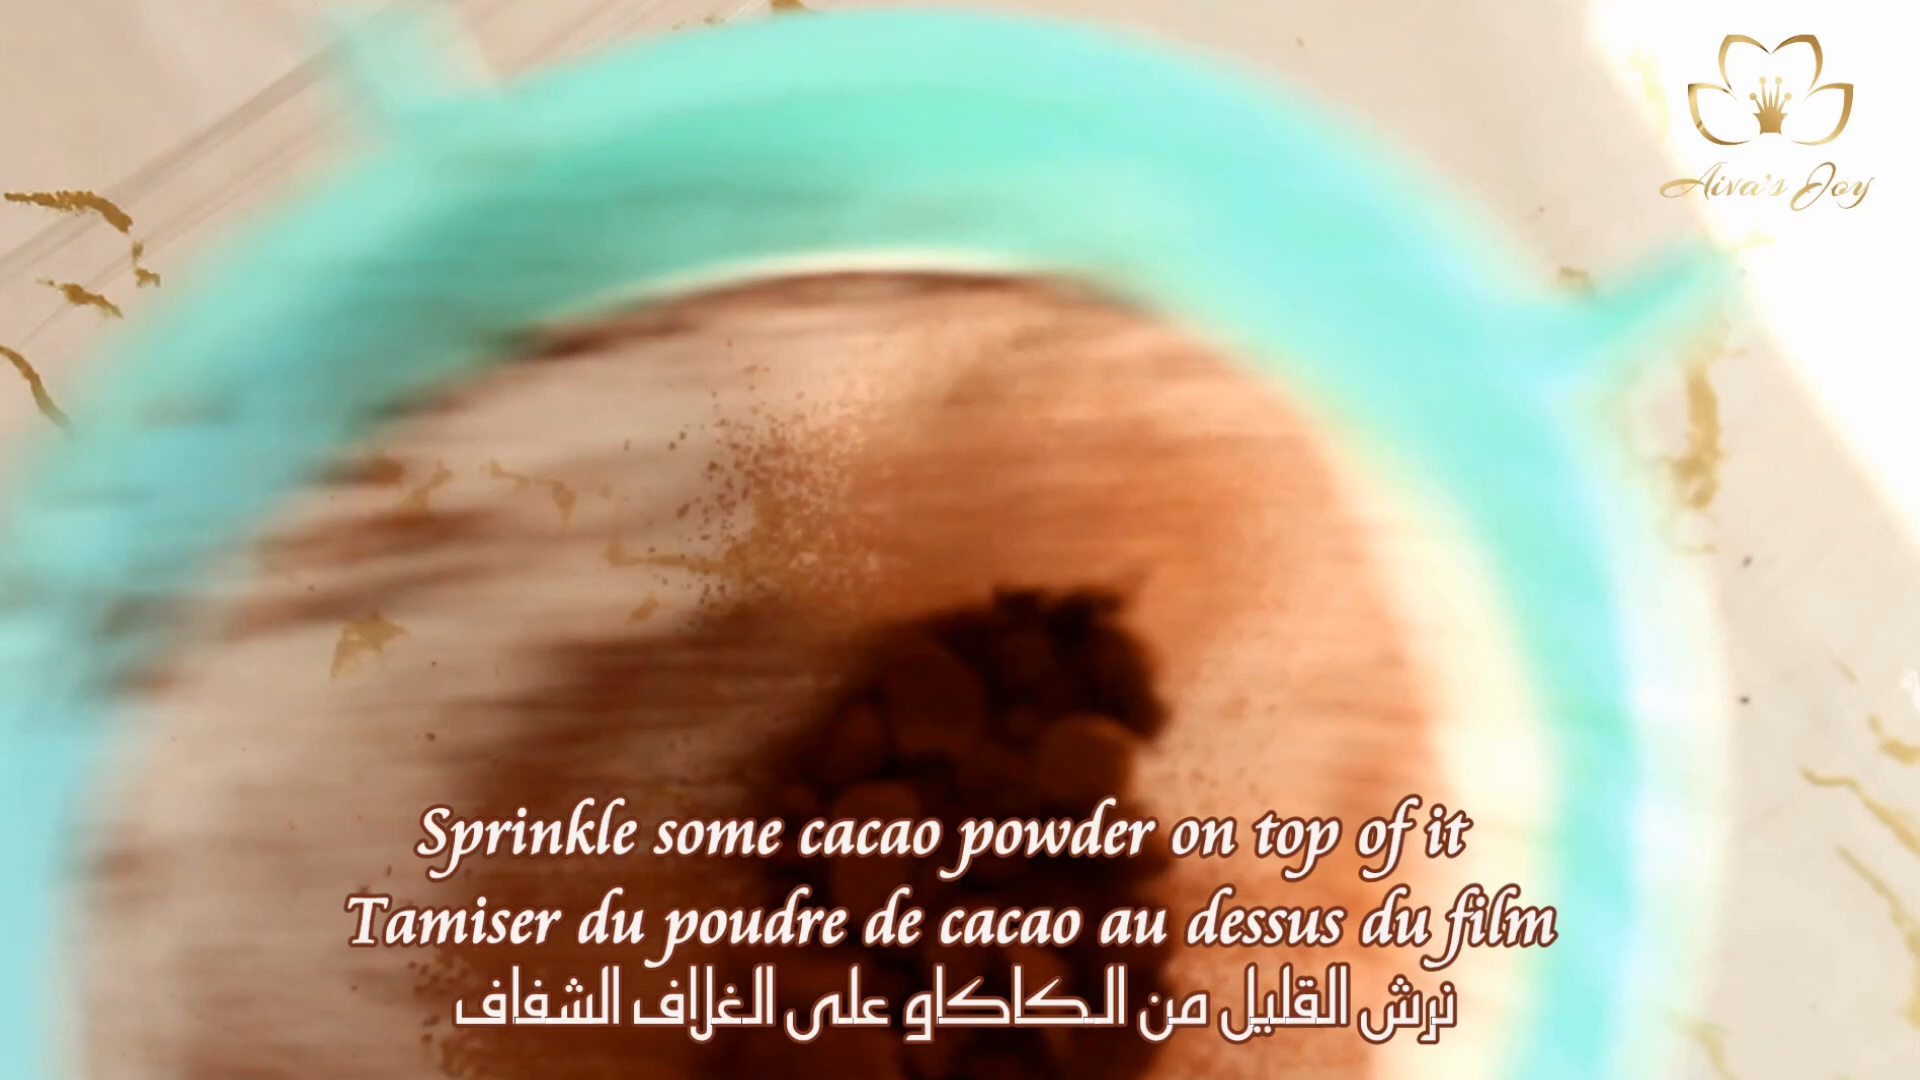 Aiva's Joy
Sprinkle some cacao powder on top of it
Tamiser du poudre de cacao au dessus du film
نرش القليل من الكاكاو على الغلاف الشفاف